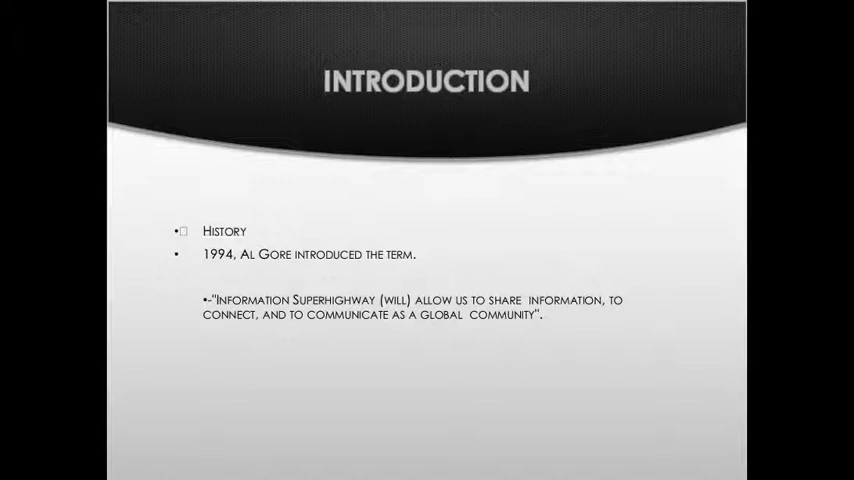 INTRODUCTION
•□ HISTORY
• 1994, AL GORE INTRODUCED THE TERM.
•-"INFORMATION SUPERHIGHWAY (WILL) ALLOW US TO SHARE INFORMATION, TO
CONNECT, AND TO COMMUNICATE AS A GLOBAL COMMUNITY".